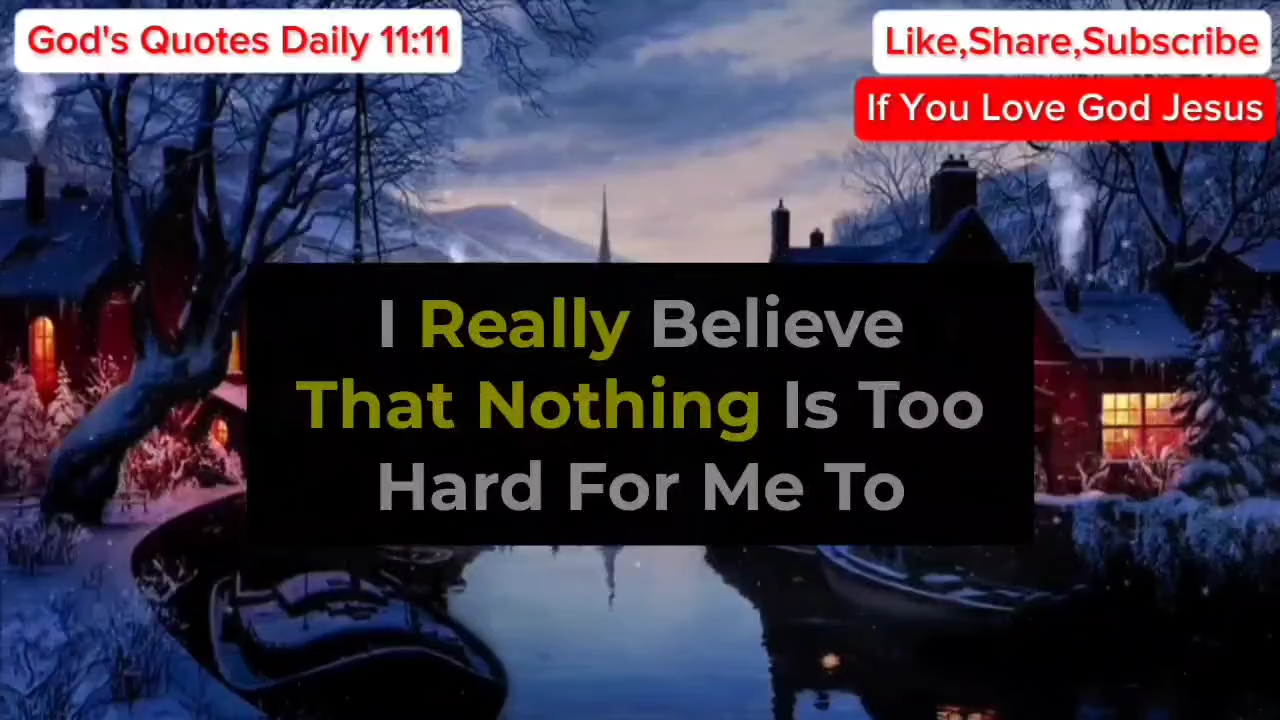 God's Quotes Daily 11:11
Like,Share,Subscribe
If You Love God Jesus
I Really Believe
That Nothing Is Too
Hard For Me To